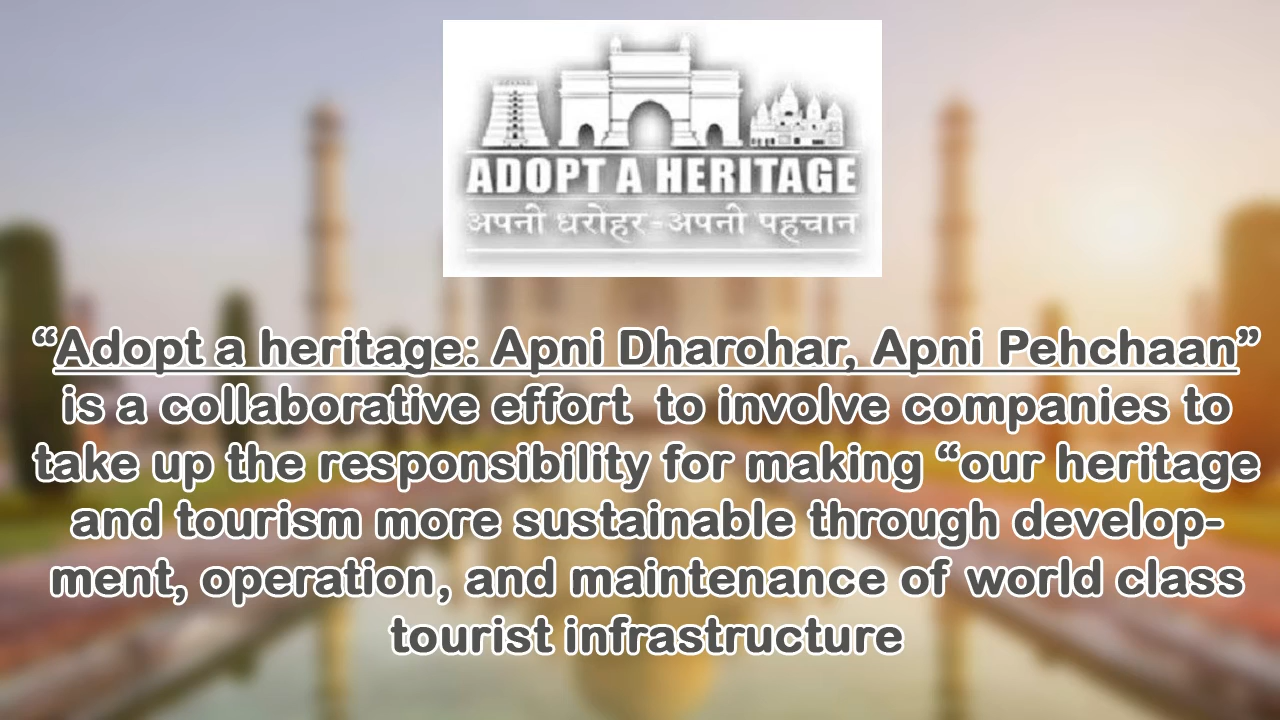 ADOPT A HERITAGE
अपनी धरोहर-अपनी पहचान
“Adopt a heritage: Apni Dharohar, Apni Pehchaan”
is a collaborative effort  to involve companies to
take up the responsibility for making “our heritage
and tourism more sustainable through develop-
ment, operation, and maintenance of world class
tourist infrastructure